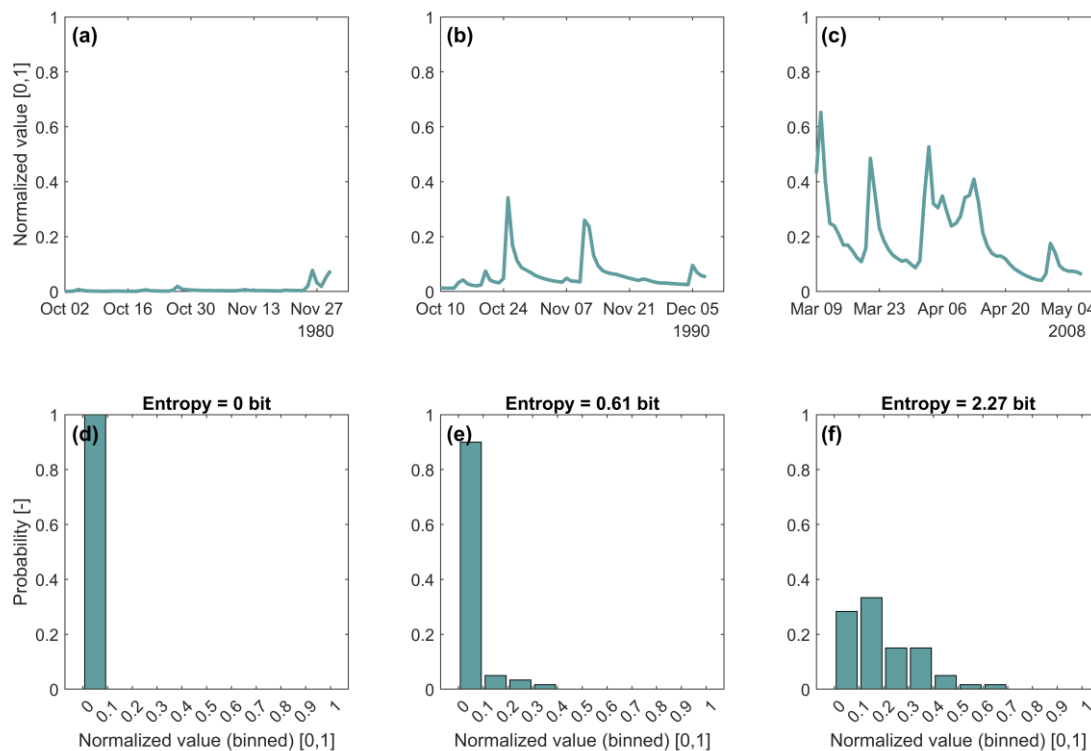 (a)
Normalized value [0,1]
1
0.8
0.6
0.4
0.2
0
Oct 02 Oct 16 Oct 30 Nov 13 Nov 27
1980
(b)
1
0.8
0.6
0.4
0.2
0
Oct 10 Oct 24 Nov 07 Nov 21 Dec 05
1990
(c)
1
0.8
0.6
0.4
0.2
0
Mar 09 Mar 23 Apr 06 Apr 20 May 04
2008
Entropy = 0 bit
(d)
Probability [-]
1
0.8
0.6
0.4
0.2
0
0 0.1 0.2 0.3 0.4 0.5 0.6 0.7 0.8 0.9 1
Normalized value (binned) [0,1]
Entropy = 0.61 bit
(e)
1
0.8
0.6
0.4
0.2
0
0 0.1 0.2 0.3 0.4 0.5 0.6 0.7 0.8 0.9 1
Normalized value (binned) [0,1]
Entropy = 2.27 bit
(f)
1
0.8
0.6
0.4
0.2
0
0 0.1 0.2 0.3 0.4 0.5 0.6 0.7 0.8 0.9 1
Normalized value (binned) [0,1]